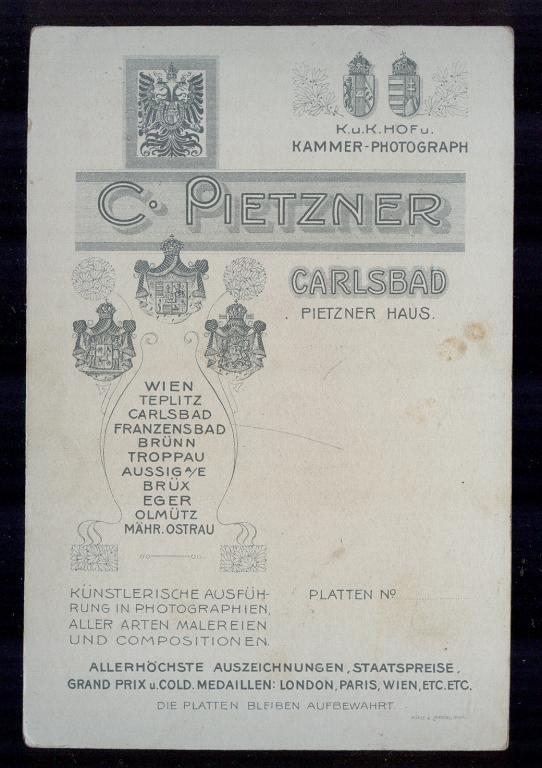 K.u.K.HOFu.
KAMMER-PHOTOGRAPH
C. PIETZNER
CARLSBAD
PIETZNER HAUS.
WIEN
TEPLITZ
CARLSBAD
FRANZENSBAD
BRÜNN
TROPPAU
AUSSIG A/E
BRÜX
EGER
OLMÜTZ
MÄHR. OSTRAU
KÜNSTLERISCHE AUSFÜH-
RUNG IN PHOTOGRAPHIEN,
ALLER ARTEN MALEREIEN
UND COMPOSITIONEN.
PLATTEN No
ALLERHÖCHSTE AUSZEICHNUNGEN, STAATSPREISE,
GRAND PRIX u. GOLD. MEDAILLEN: LONDON, PARIS, WIEN, ETC. ETC.
DIE PLATTEN BLEIBEN AUFBEWAHRT.